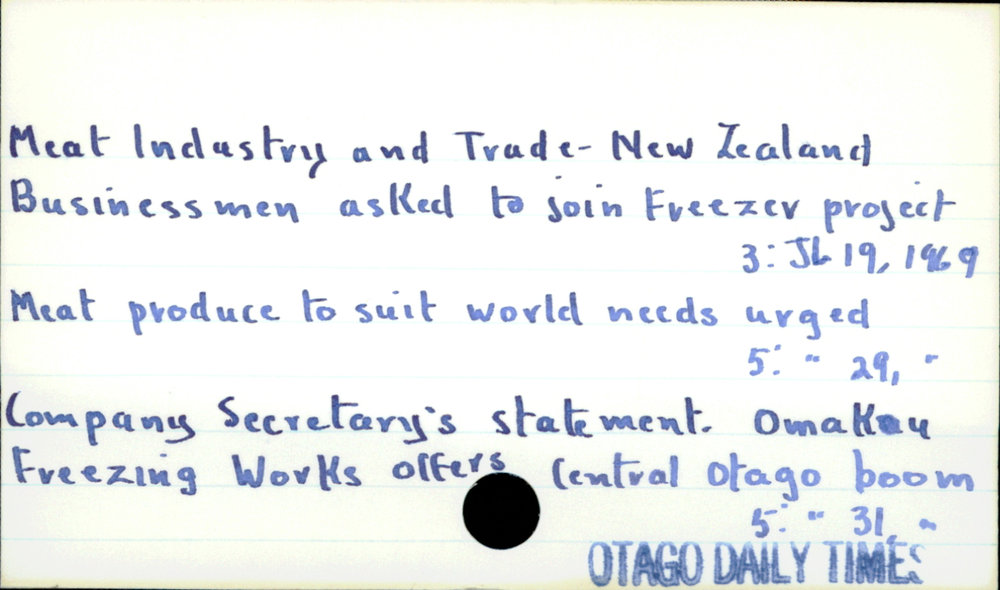 Meat Industry and Trade - New Zealand
Businessmen asked to join Freezer project
3: JL 19, 1969
Meat produce to suit world needs urged
5: " 29, "
Company Secretary's statement. Omakau
Freezing Works offers Central Otago boom
5: " 31, "
OTAGO DAILY TIMES